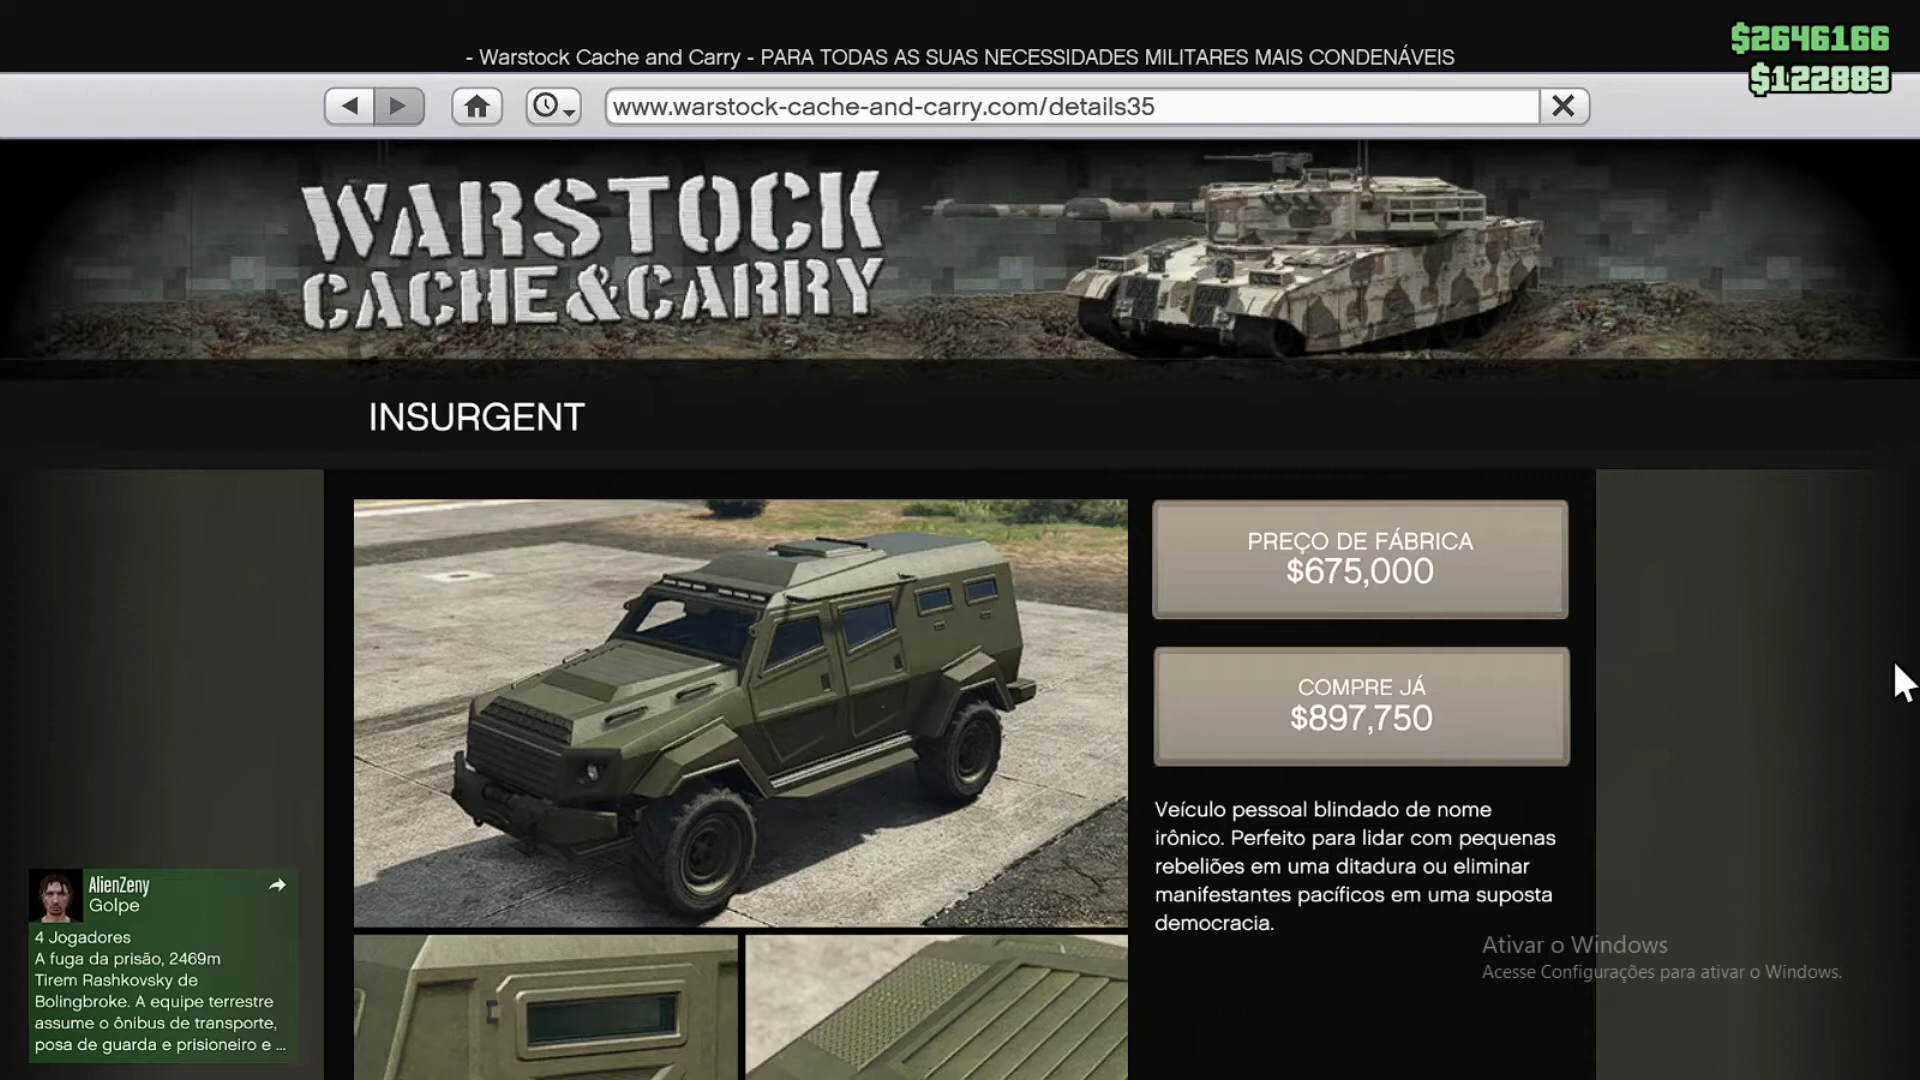 $2646166
- Warstock Cache and Carry - PARA TODAS AS SUAS NECESSIDADES MILITARES MAIS CONDENÁVEIS
$122883
www.warstock-cache-and-carry.com/details35
WARSTOCK
CACHE&CARRY
INSURGENT
PREÇO DE FÁBRICA
$675,000
COMPRE JÁ
$897,750
Veículo pessoal blindado de nome
irônico. Perfeito para lidar com pequenas
rebeliões em uma ditadura ou eliminar
manifestantes pacíficos em uma suposta
democracia.
AlienZeny
Golpe
4 Jogadores
A fuga da prisão, 2469m
Tirem Rashkovsky de
Bolingbroke. A equipe terrestre
assume o ônibus de transporte,
posa de guarda e prisioneiro e ...
Ativar o Windows
Acesse Configurações para ativar o Windows.